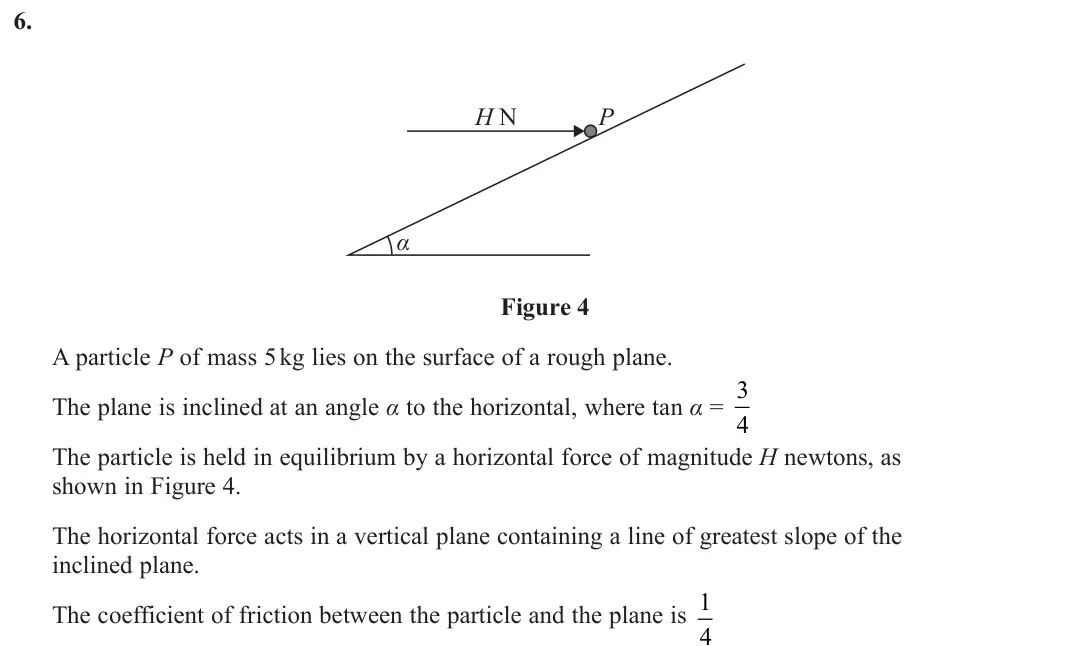 6.
H N
P
α
Figure 4
A particle P of mass 5 kg lies on the surface of a rough plane.
The plane is inclined at an angle α to the horizontal, where tan α = 3/4
The particle is held in equilibrium by a horizontal force of magnitude H newtons, as
shown in Figure 4.
The horizontal force acts in a vertical plane containing a line of greatest slope of the
inclined plane.
The coefficient of friction between the particle and the plane is 1/4